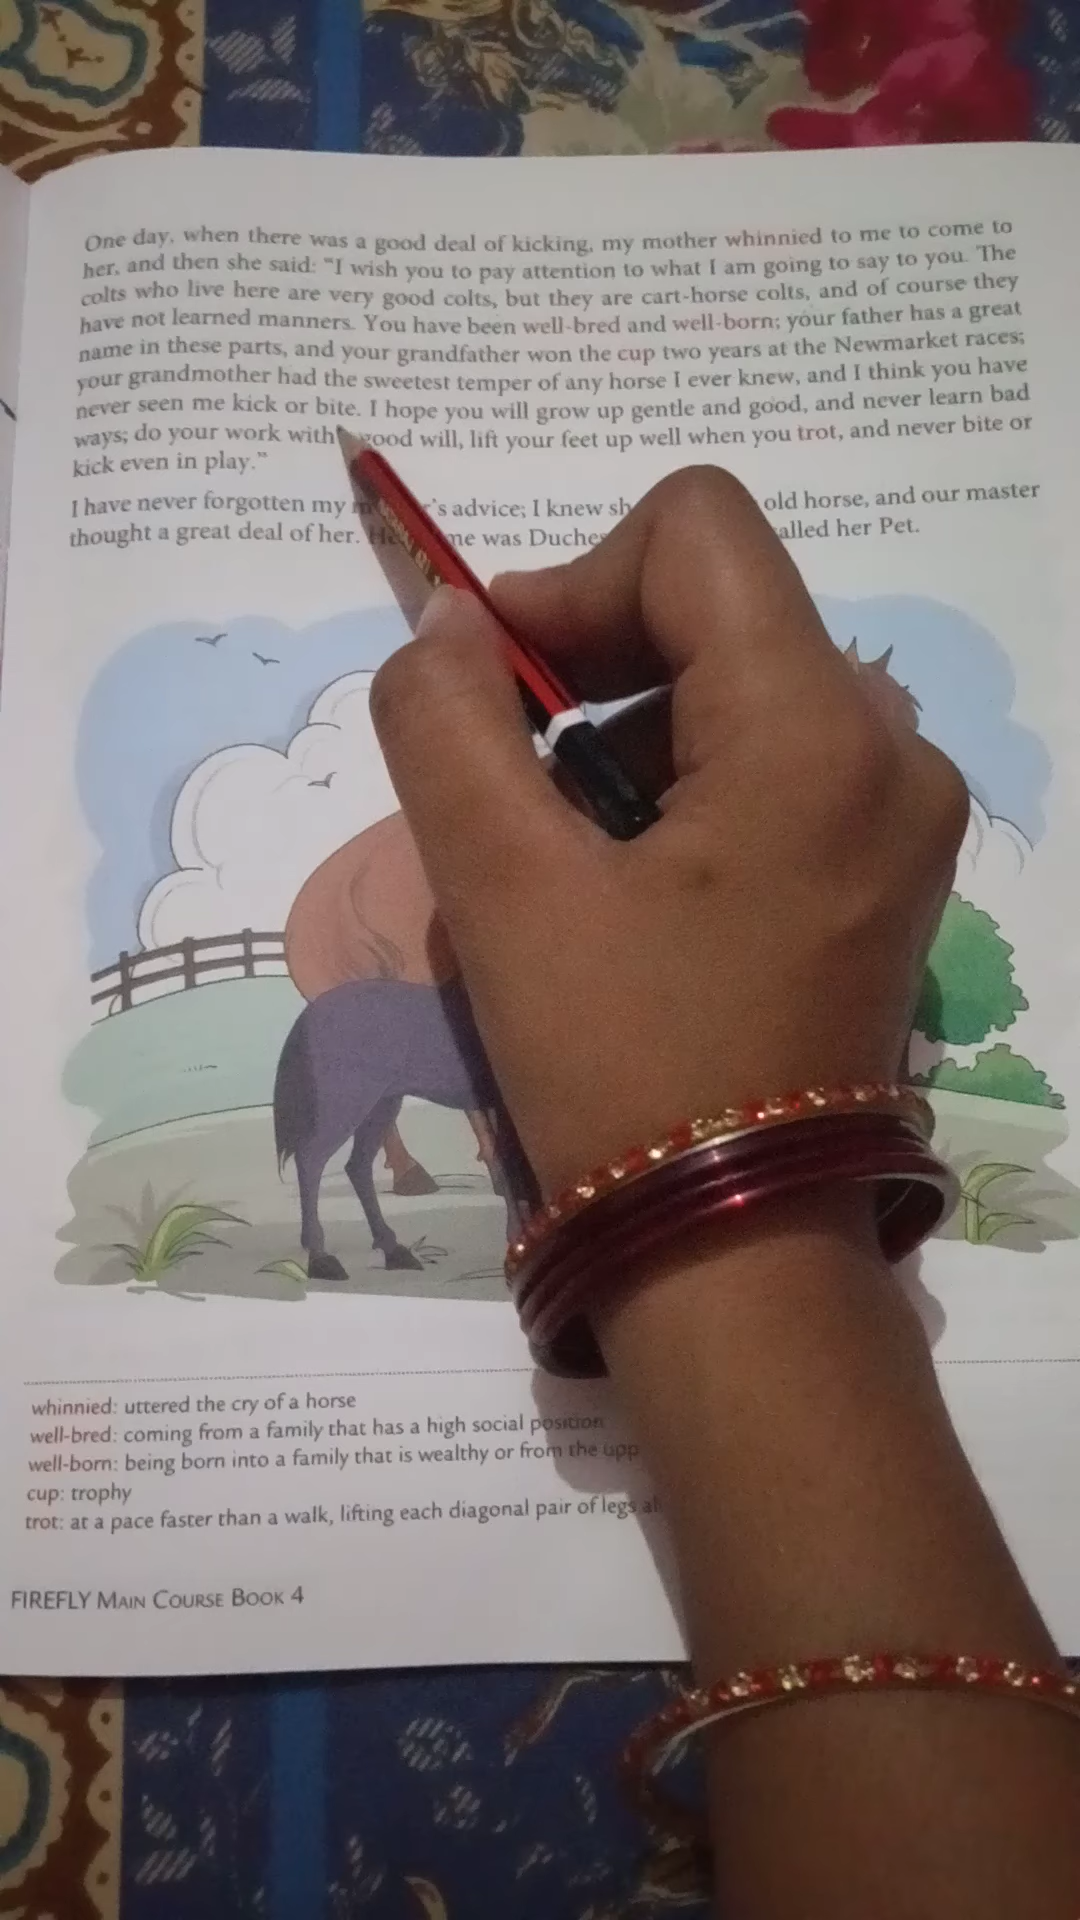 One day, when there was a good deal of kicking, my mother whinnied to me to come to
her, and then she said: "I wish you to pay attention to what I am going to say to you. The
colts who live here are very good colts, but they are cart-horse colts, and of course they
have not learned manners. You have been well-bred and well-born; your father has a great
name in these parts, and your grandfather won the cup two years at the Newmarket races;
your grandmother had the sweetest temper of any horse I ever knew, and I think you have
never seen me kick or bite. I hope you will grow up gentle and good, and never learn bad
ways; do your work with good will, lift your feet up well when you trot, and never bite or
kick even in play."
I have never forgotten my advice; I knew old horse, and our master
thought a great deal of her. was her Pet.
whinnied: uttered the cry of a horse
well-bred: coming from a family that has a high social position
well-born: being born into a family that is wealthy or from the
cup: trophy
trot: at a pace faster than a walk, lifting each diagonal pair of legs
FIREFLY MAIN COURSE BOOK 4